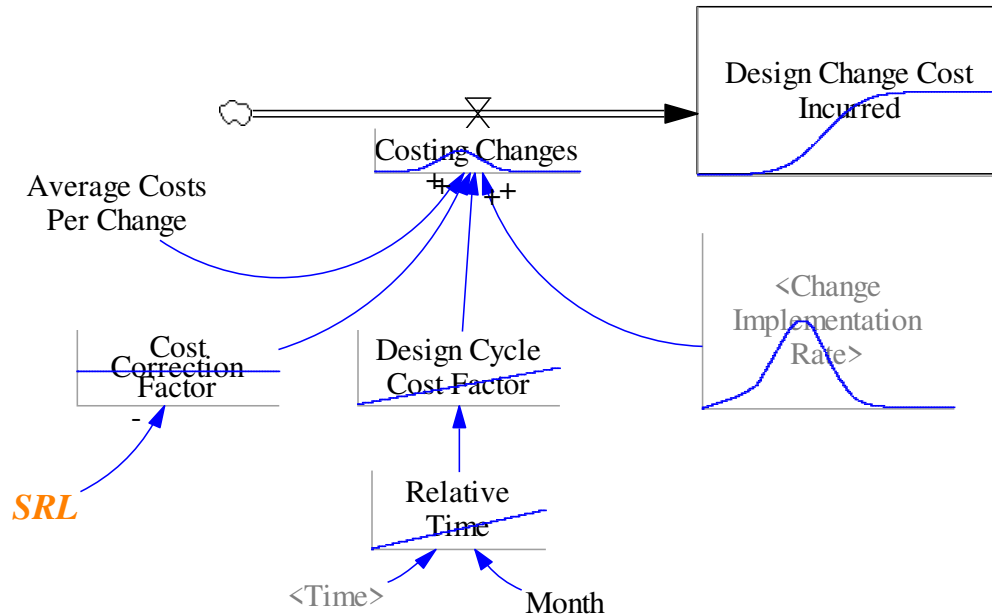 Design Change Cost
Incurred
Costing Changes
+
+
+
+
Average Costs
Per Change
<Change
Implementation
Rate>
Cost
Correction
Factor
Design Cycle
Cost Factor
-
SRL
Relative
Time
<Time>
Month